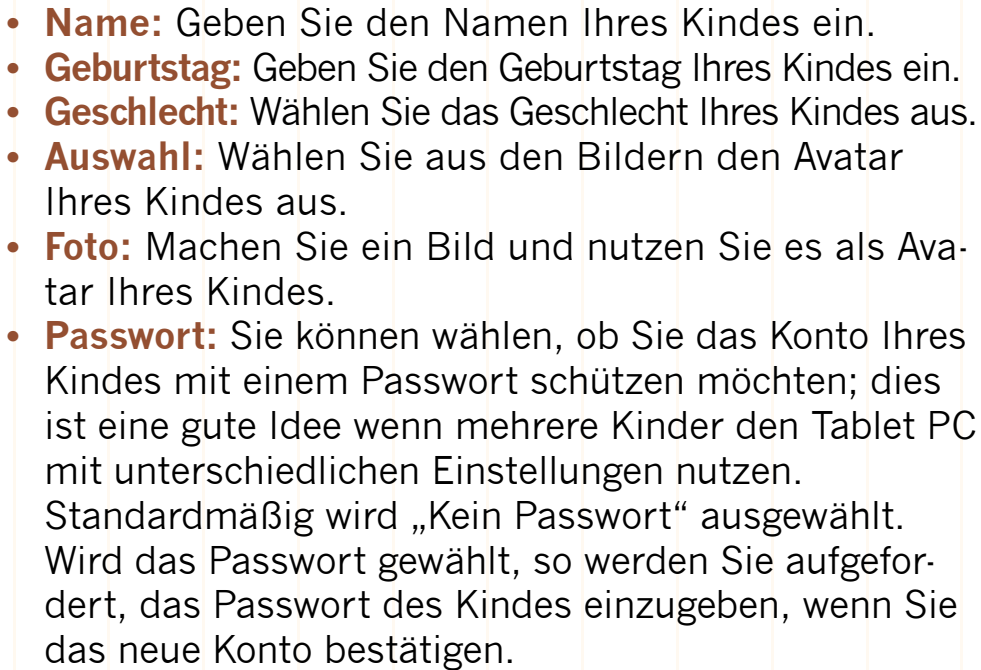 • Name: Geben Sie den Namen Ihres Kindes ein.
• Geburtstag: Geben Sie den Geburtstag Ihres Kindes ein.
• Geschlecht: Wählen Sie das Geschlecht Ihres Kindes aus.
• Auswahl: Wählen Sie aus den Bildern den Avatar
Ihres Kindes aus.
• Foto: Machen Sie ein Bild und nutzen Sie es als Ava-
tar Ihres Kindes.
• Passwort: Sie können wählen, ob Sie das Konto Ihres
Kindes mit einem Passwort schützen möchten; dies
ist eine gute Idee wenn mehrere Kinder den Tablet PC
mit unterschiedlichen Einstellungen nutzen.
Standardmäßig wird „Kein Passwort“ ausgewählt.
Wird das Passwort gewählt, so werden Sie aufgefor-
dert, das Passwort des Kindes einzugeben, wenn Sie
das neue Konto bestätigen.